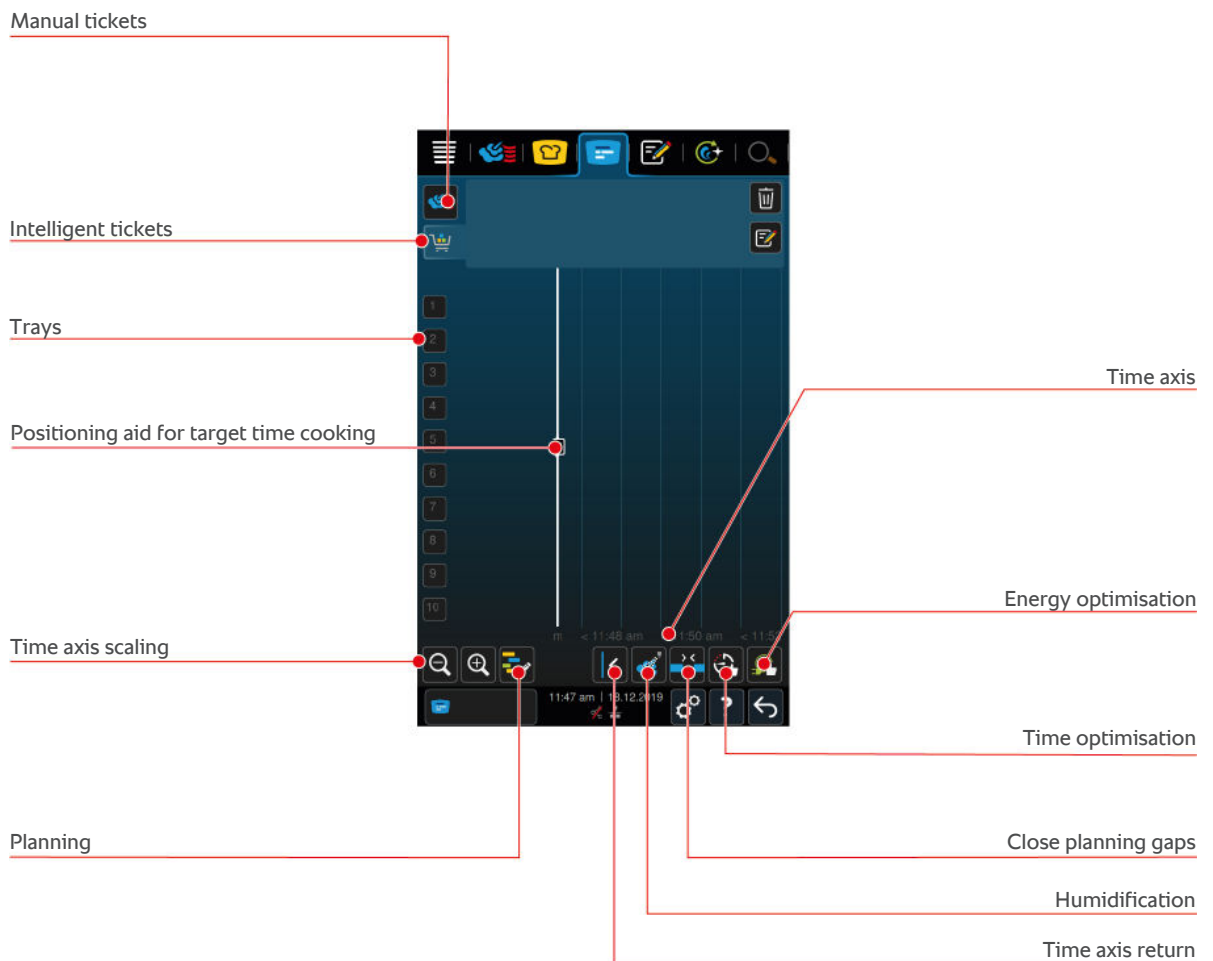 Manual tickets
Intelligent tickets
Trays
Positioning aid for target time cooking
Time axis scaling
Planning
1
2
3
4
5
6
7
8
9
10
m < 11:48 am 1:50 am < 11:52
11:47 am | 18.12.2019
?
Time axis
Energy optimisation
Time optimisation
Close planning gaps
Humidification
Time axis return